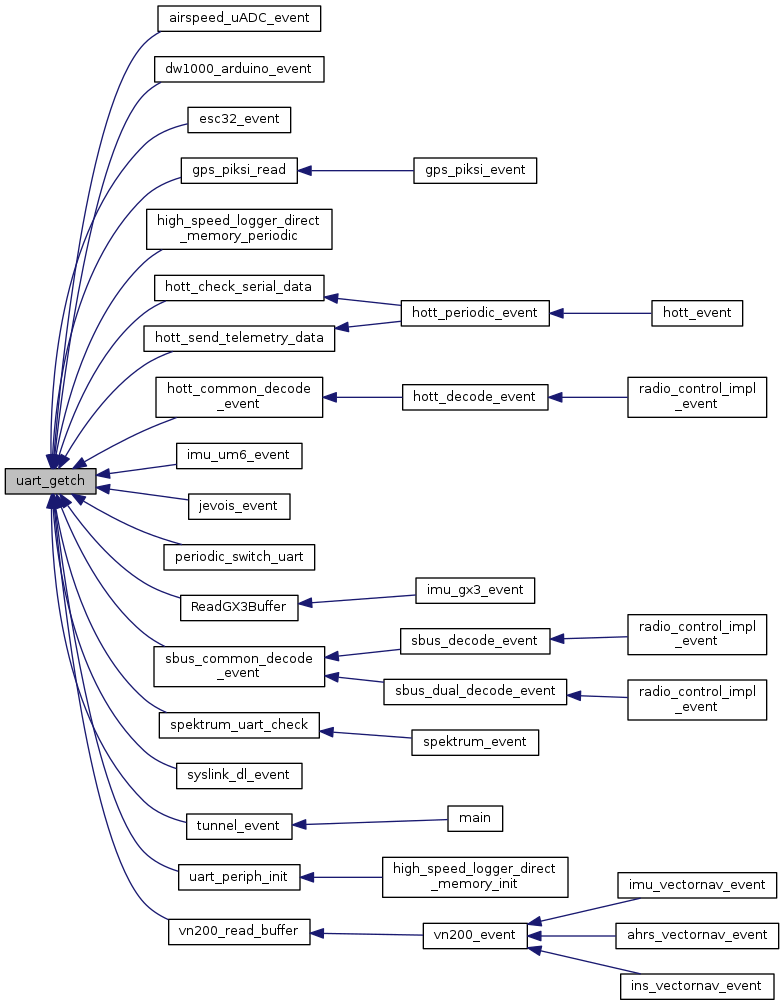 airspeed_uADC_event
dw1000_arduino_event
esc32_event
gps_piksi_read
gps_piksi_event
high_speed_logger_direct
_memory_periodic
hott_check_serial_data
hott_periodic_event
hott_event
hott_send_telemetry_data
hott_common_decode
_event
hott_decode_event
radio_control_impl
_event
imu_um6_event
uart_getch
jevois_event
periodic_switch_uart
ReadGX3Buffer
imu_gx3_event
sbus_common_decode
_event
sbus_decode_event
radio_control_impl
_event
sbus_dual_decode_event
radio_control_impl
_event
spektrum_uart_check
spektrum_event
syslink_dl_event
tunnel_event
main
uart_periph_init
high_speed_logger_direct
_memory_init
vn200_read_buffer
vn200_event
imu_vectornav_event
ahrs_vectornav_event
ins_vectornav_event